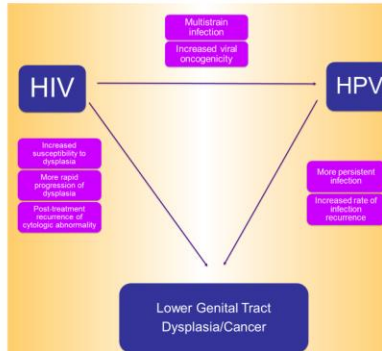 Multistrain
infection
Increased viral
oncogenicity
HIV
HPV
Increased
susceptibility to
dysplasia
More rapid
progression of
dysplasia
Post-treatment
recurrence of
cytologic abnormality
More persistent
infection
Increased rate of
infection
recurrence
Lower Genital Tract
Dysplasia/Cancer